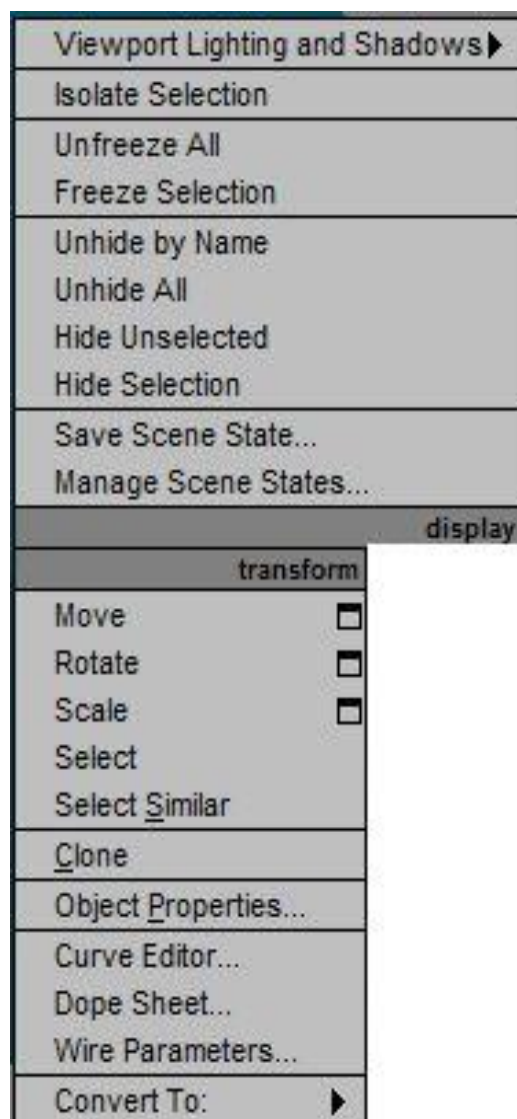 Viewport Lighting and Shadows
Isolate Selection
Unfreeze All
Freeze Selection
Unhide by Name
Unhide All
Hide Unselected
Hide Selection
Save Scene State...
Manage Scene States...
display
transform
Move
Rotate
Scale
Select
Select Similar
Clone
Object Properties...
Curve Editor...
Dope Sheet...
Wire Parameters...
Convert To: